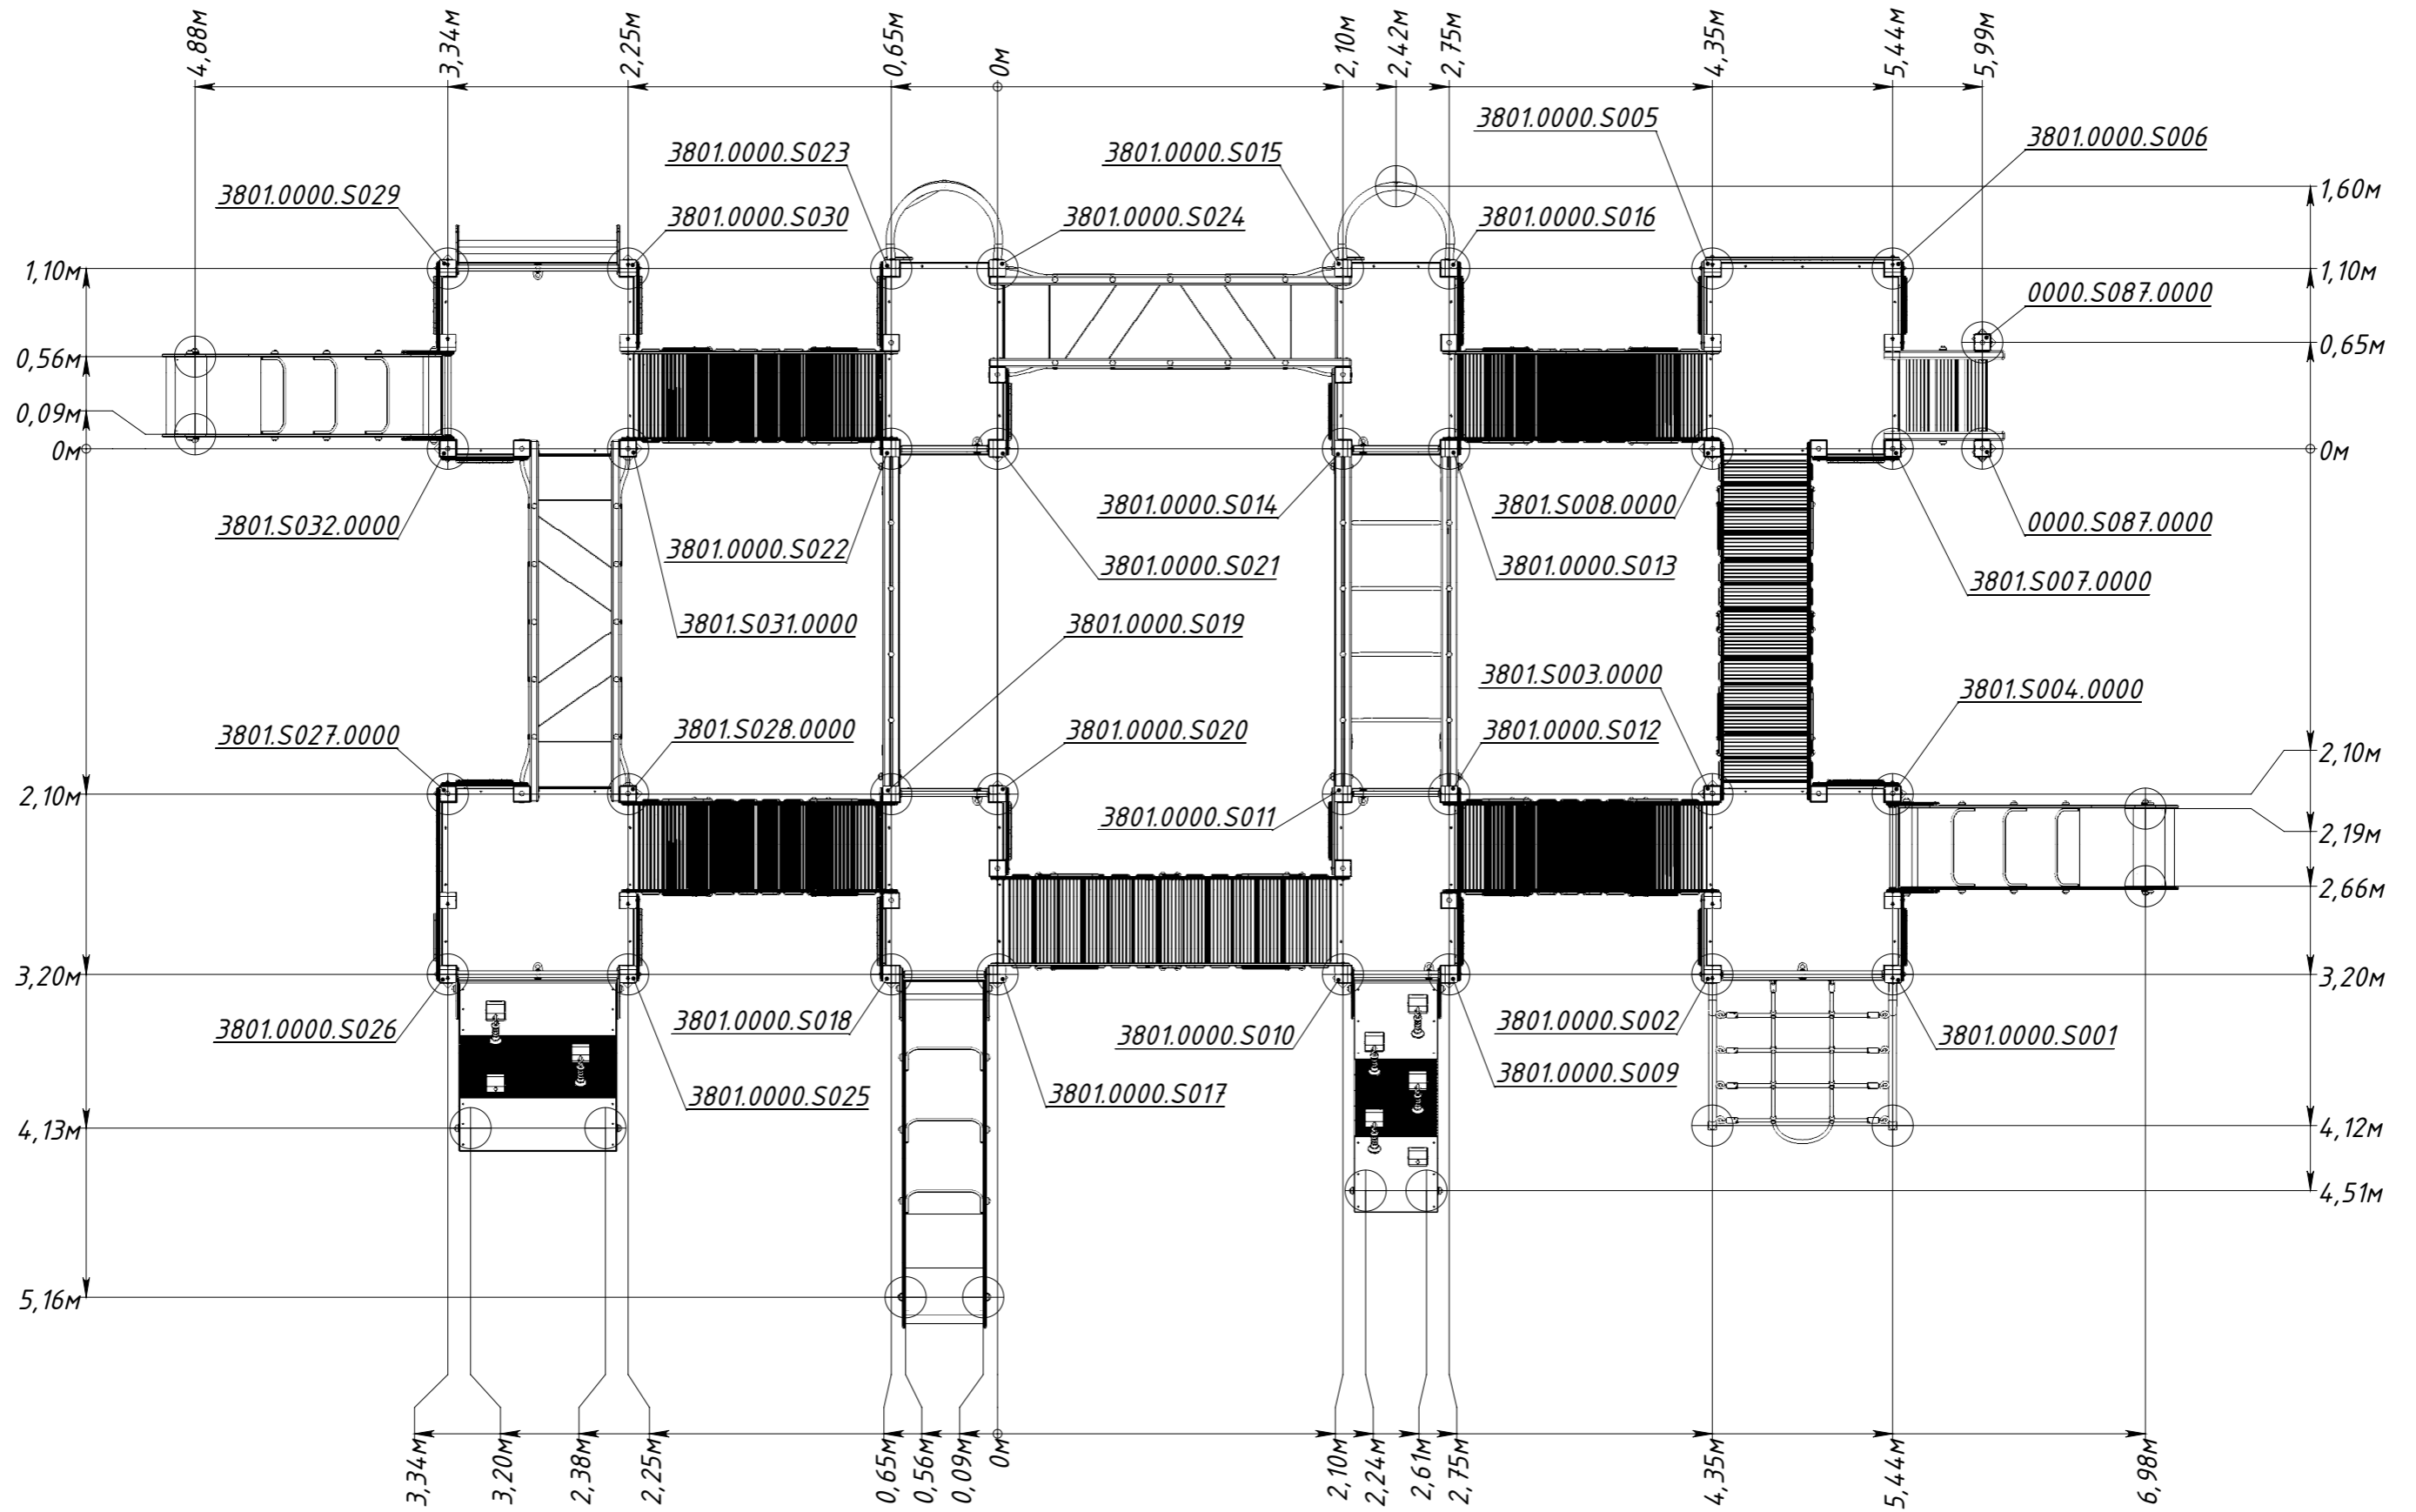 4,88м
3,34м
2,25м
0,65м
0м
2,10м
2,42м
2,75м
4,35м
5,44м
5,99м
3801.0000.S005
3801.0000.S006
3801.0000.S023
3801.0000.S015
3801.0000.S029
1,60м
3801.0000.S030
3801.0000.S024
3801.0000.S016
1,10м
1,10м
0000.S087.0000
0,56м
0,65м
0,09м
0м
0м
3801.0000.S014
3801.S008.0000
3801.S032.0000
0000.S087.0000
3801.0000.S022
3801.0000.S021
3801.0000.S013
3801.S007.0000
3801.S031.0000
3801.0000.S019
3801.S003.0000
3801.S004.0000
3801.S027.0000
3801.S028.0000
3801.0000.S020
3801.0000.S012
2,10м
2,10м
3801.0000.S011
2,19м
2,66м
3,20м
3,20м
3801.0000.S026
3801.0000.S018
3801.0000.S010
3801.0000.S002
3801.0000.S001
3801.0000.S025
3801.0000.S017
3801.0000.S009
4,13м
4,12м
4,51м
5,16м
3,34м
3,20м
2,38м
2,25м
0,65м
0,56м
0,09м
0м
2,10м
2,24м
2,61м
2,75м
4,35м
5,44м
6,98м